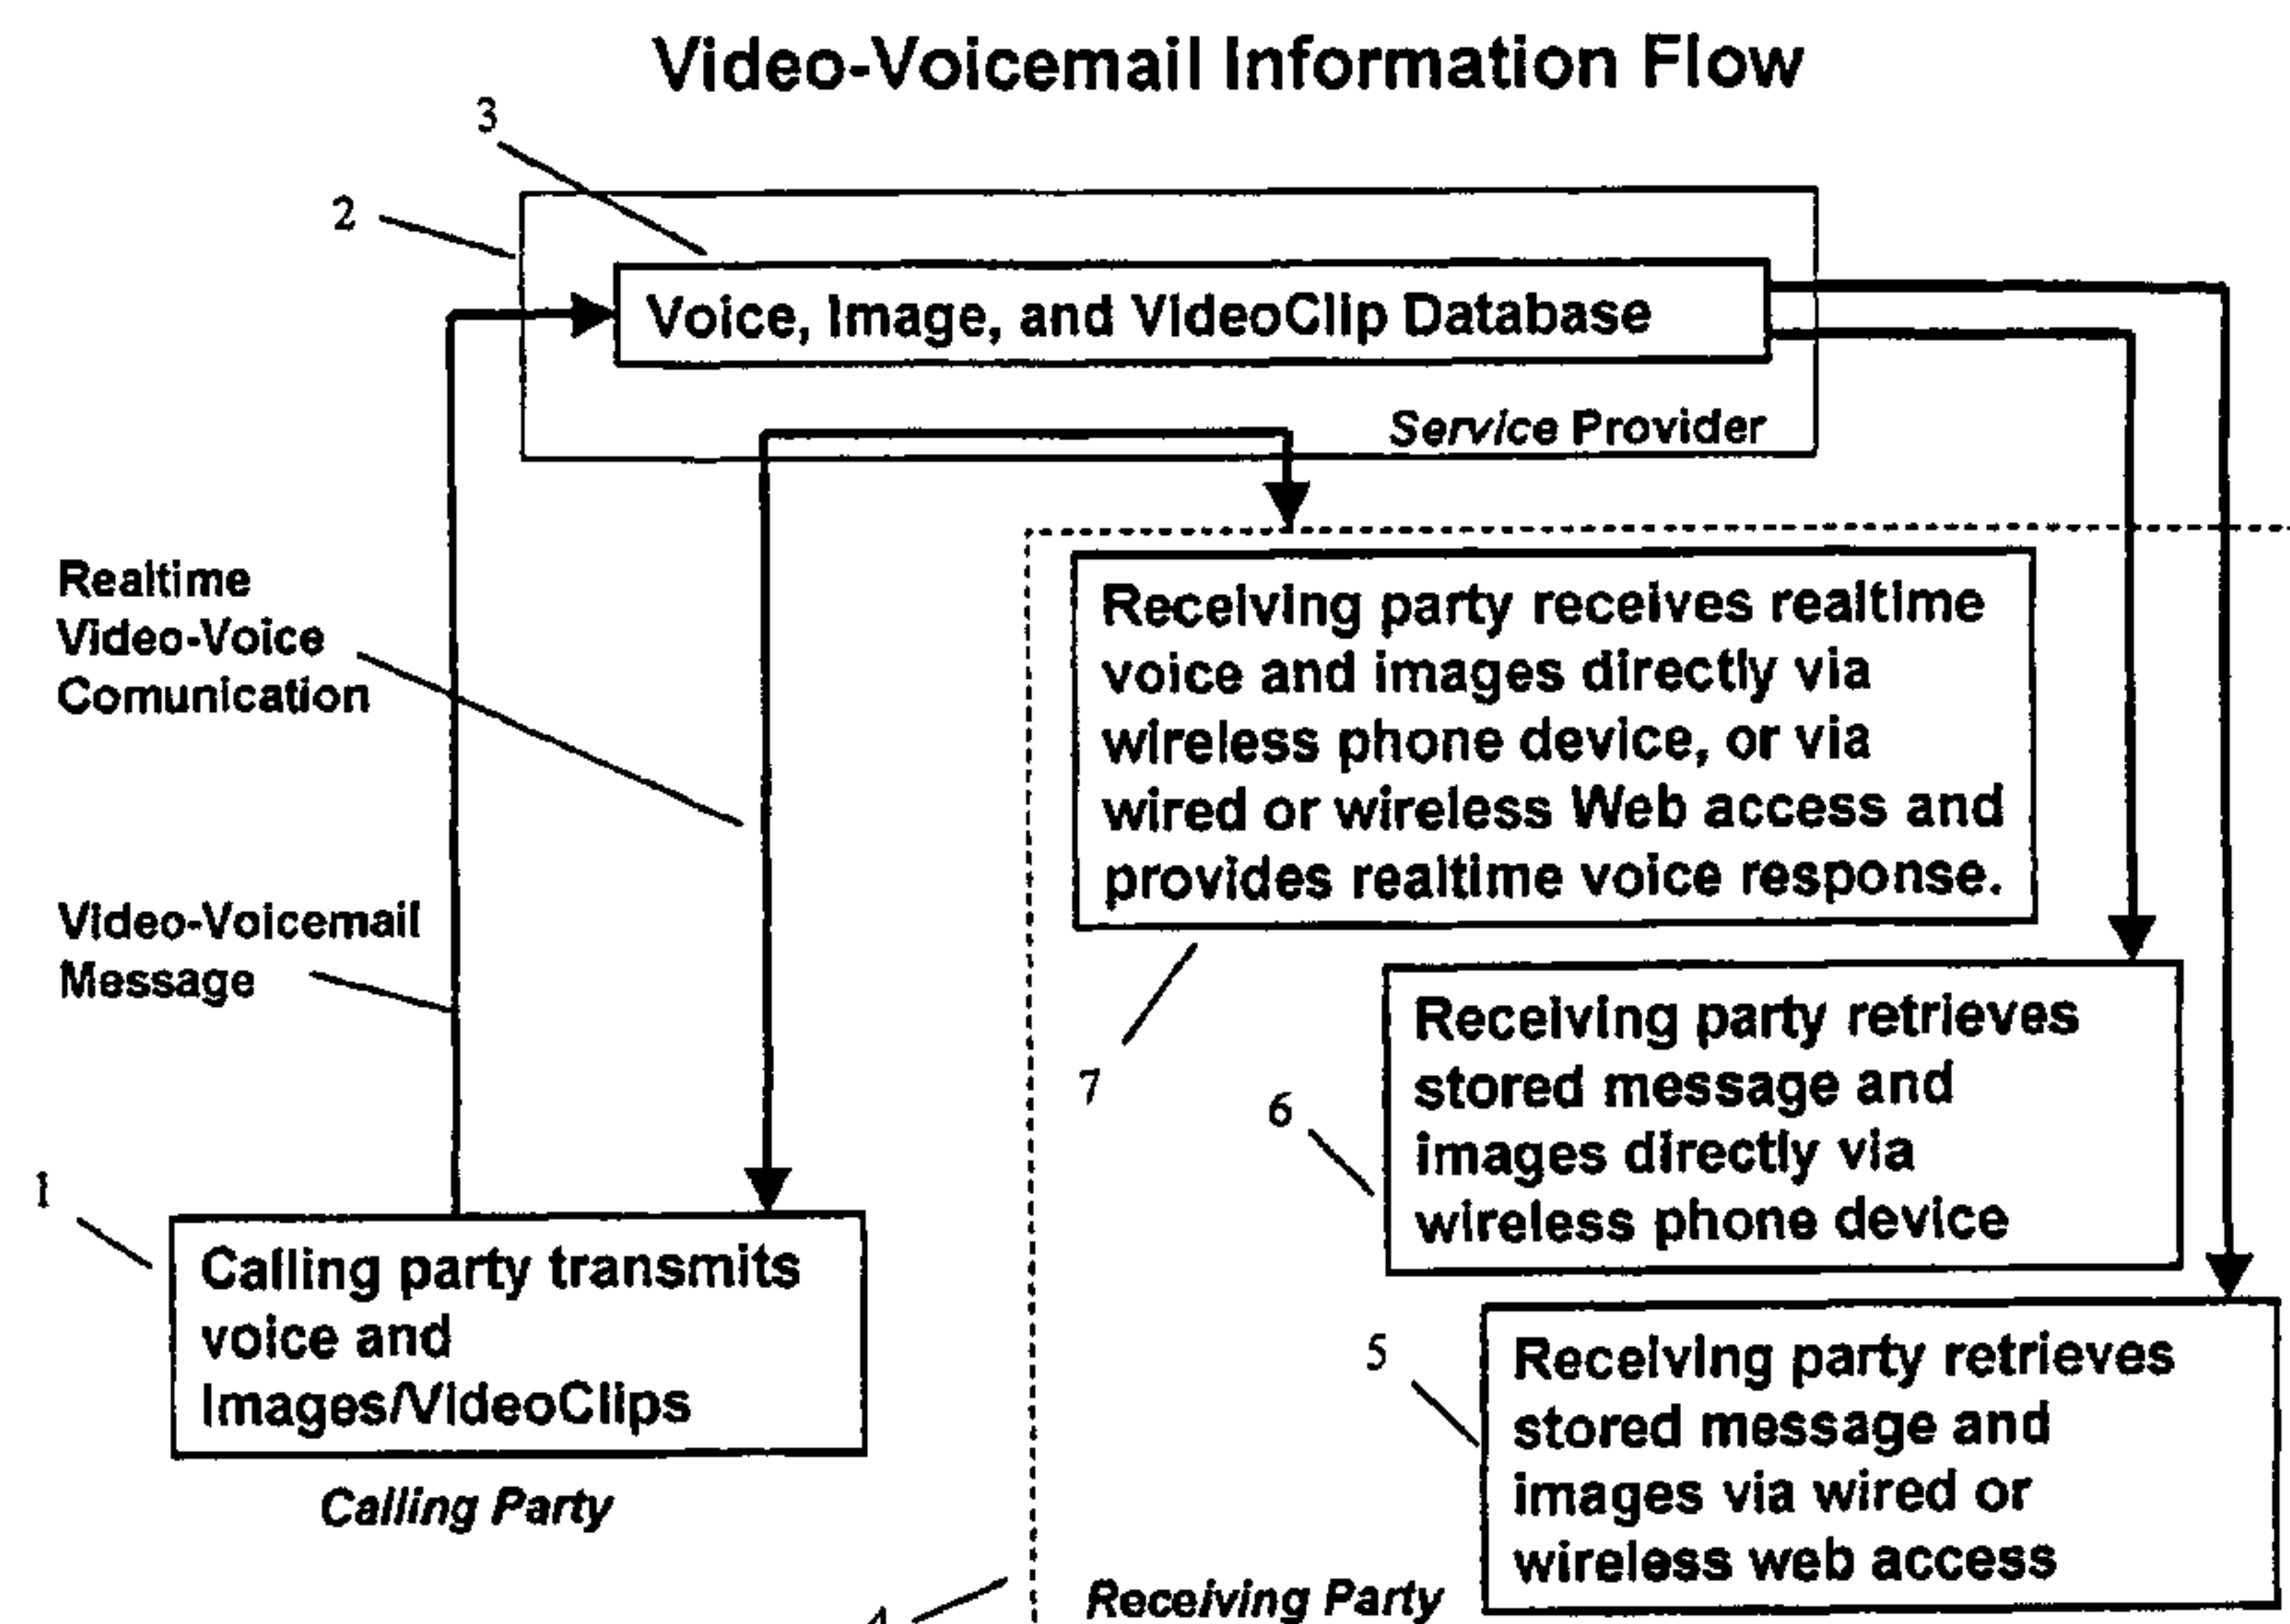 Video-Voicemail Information Flow
3
2
Voice, Image, and VideoClip Database
Service Provider
Realtime
Video-Voice
Comunication
Receiving party receives realtime
voice and images directly via
wireless phone device, or via
wired or wireless Web access and
provides realtime voice response.
Video-Voicemail
Message
7
6
Receiving party retrieves
stored message and
images directly via
wireless phone device
1
Calling party transmits
voice and
Images/VideoClips
Calling Party
5
Receiving party retrieves
stored message and
images via wired or
wireless web access
4
Receiving Party